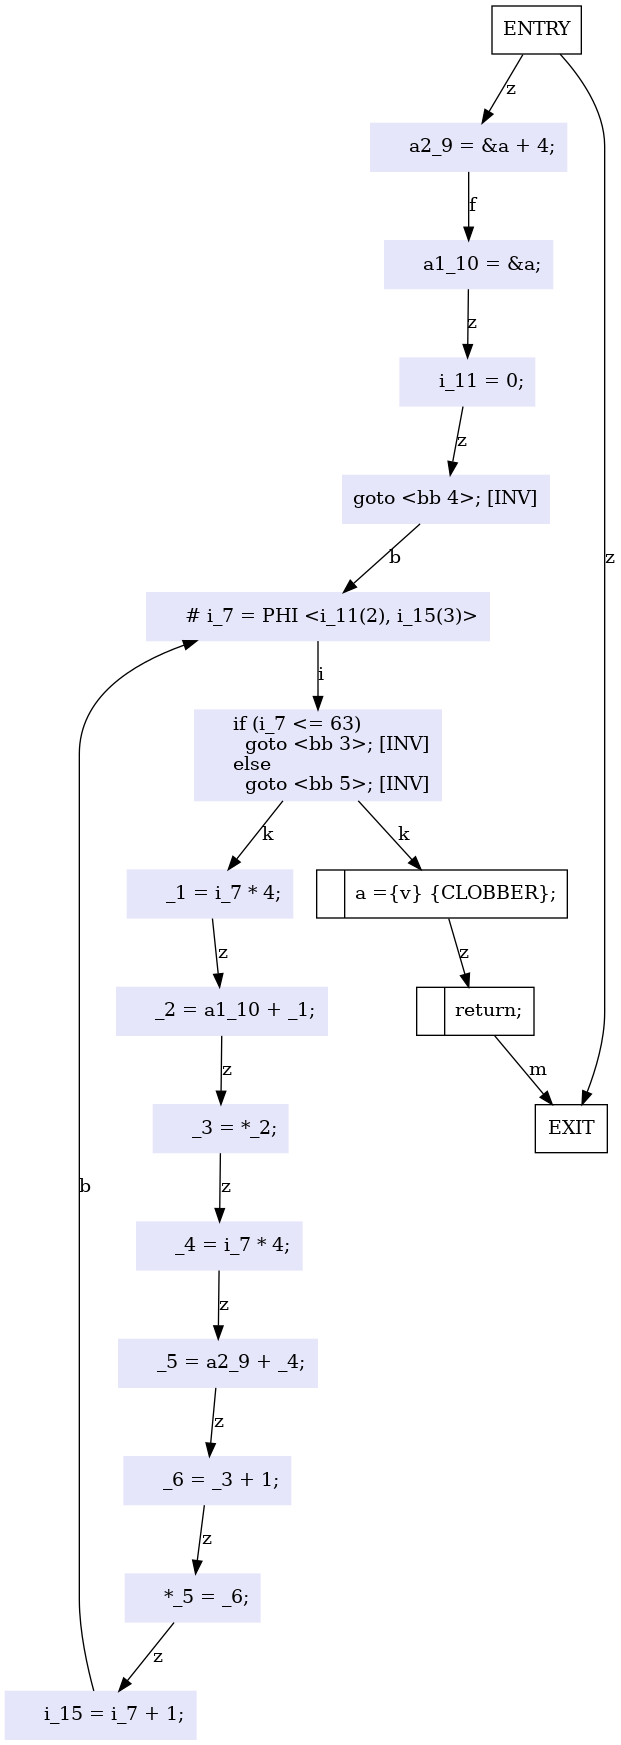 ENTRY
z
a2_9 = &a + 4;
f
a1_10 = &a;
z
i_11 = 0;
z
goto <bb 4>; [INV]
z
b
# i_7 = PHI <i_11(2), i_15(3)>
i
if (i_7 <= 63)
goto <bb 3>; [INV]
else
goto <bb 5>; [INV]
k
k
_1 = i_7 * 4;
a ={v} {CLOBBER};
z
z
_2 = a1_10 + _1;
return;
z
m
_3 = *_2;
EXIT
z
b
_4 = i_7 * 4;
z
_5 = a2_9 + _4;
z
_6 = _3 + 1;
z
*_5 = _6;
z
i_15 = i_7 + 1;